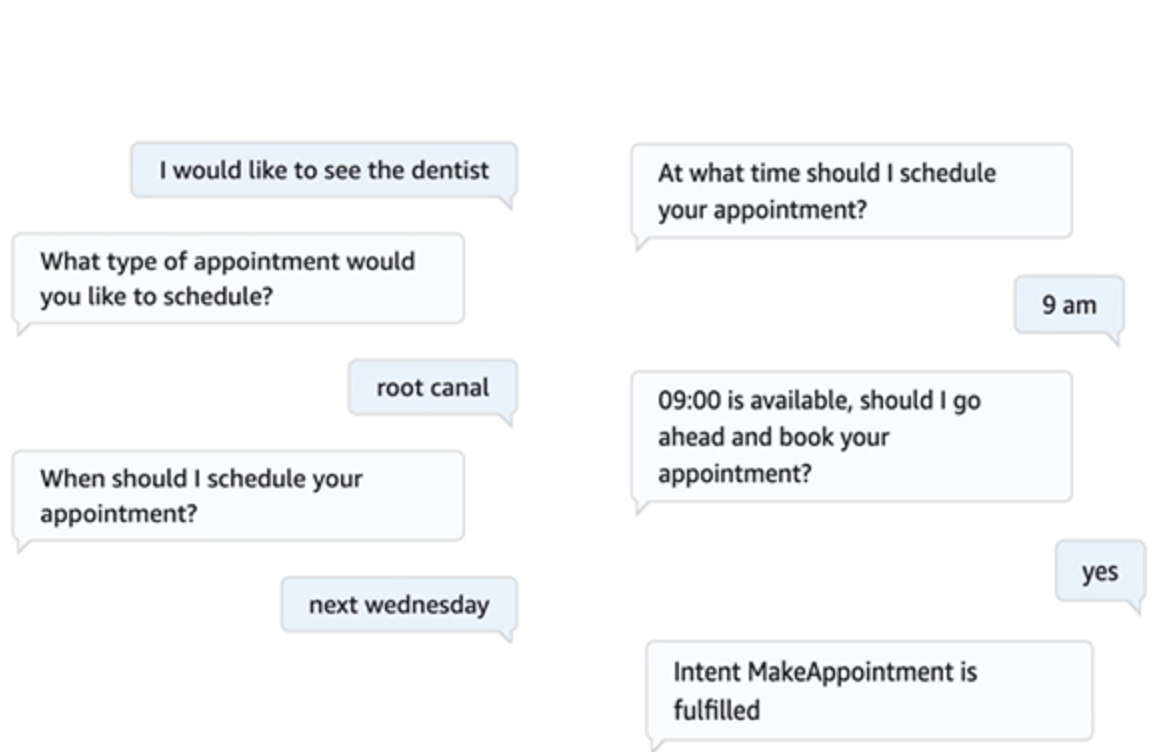 I would like to see the dentist
What type of appointment would
you like to schedule?
root canal
When should I schedule your
appointment?
next wednesday
At what time should I schedule
your appointment?
9 am
09:00 is available, should I go
ahead and book your
appointment?
yes
Intent MakeAppointment is
fulfilled